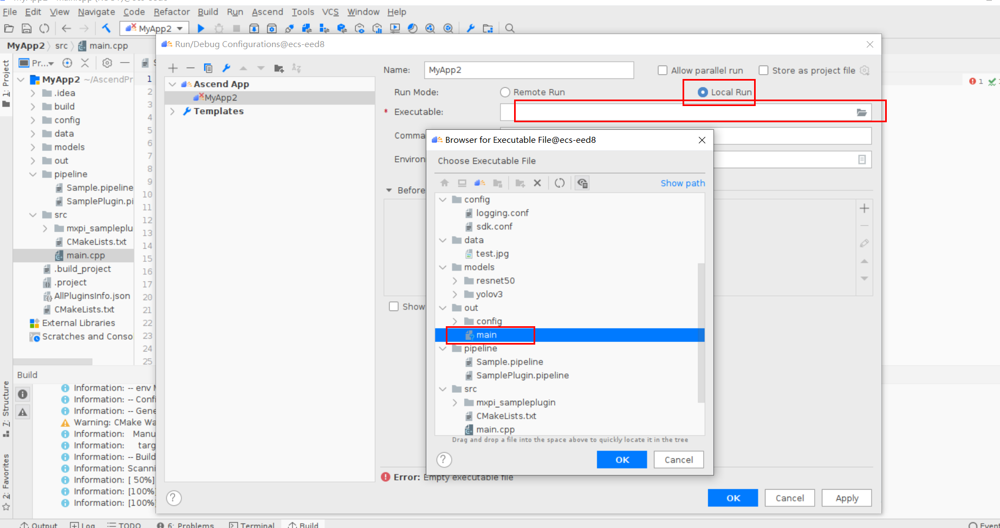 File Edit View Navigate Code Refactor Build Run Ascend Tools VCS Window Help
MyApp2
MyApp2 src main.cpp
Run/Debug Configurations@ecs-eed8
1: Project
Pr...
MyApp2 ~/AscendPr
.idea
build
config
data
models
out
pipeline
Sample.pipeline
SamplePlugin.pi
src
mxpi_sampleplu
CMakeLists.txt
main.cpp
.build_project
.project
AllPluginsInfo.json
CMakeLists.txt
External Libraries
Scratches and Conso
1
2
3
4
5
6
7
8
9
10
11
12
13
14
15
16
17
20
21
22
23
24
25
Ascend App
MyApp2
Templates
Name: MyApp2
Allow parallel run
Store as project file
Run Mode: Remote Run Local Run
* Executable:
Comma
Environ
Before
Show
Browser for Executable File@ecs-eed8
Choose Executable File
Show path
config
logging.conf
sdk.conf
data
test.jpg
models
resnet50
yolov3
out
config
main
pipeline
Sample.pipeline
SamplePlugin.pipeline
src
mxpi_sampleplugin
CMakeLists.txt
main.cpp
Drag and drop a file into the space above to quickly locate it in the tree
? OK Cancel
Error: Empty executable file
? OK Cancel Apply
1
Build
Information: -- env
Information: -- Confi
Information: -- Gene
Warning: CMake Wa
Information: Manu
Information: targ
Information: -- Build
Information: Scanni
Information: [ 50%]
Information: [100%]
Information: [100%]
7: Structure
2: Favorites
Output Log TODO 6: Problems Terminal Build Event